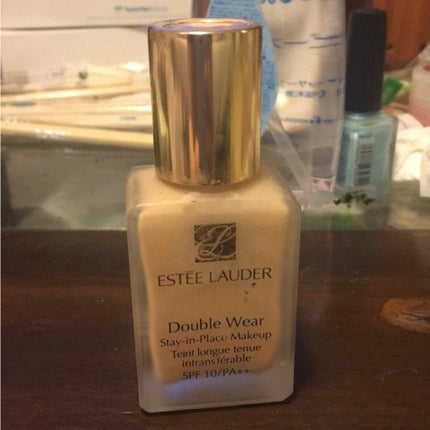 ESTĒE LAUDER
Double Wear
Stay-in-Place Makeup
Teint longue tenue
intransférable
SPF 10/PA++